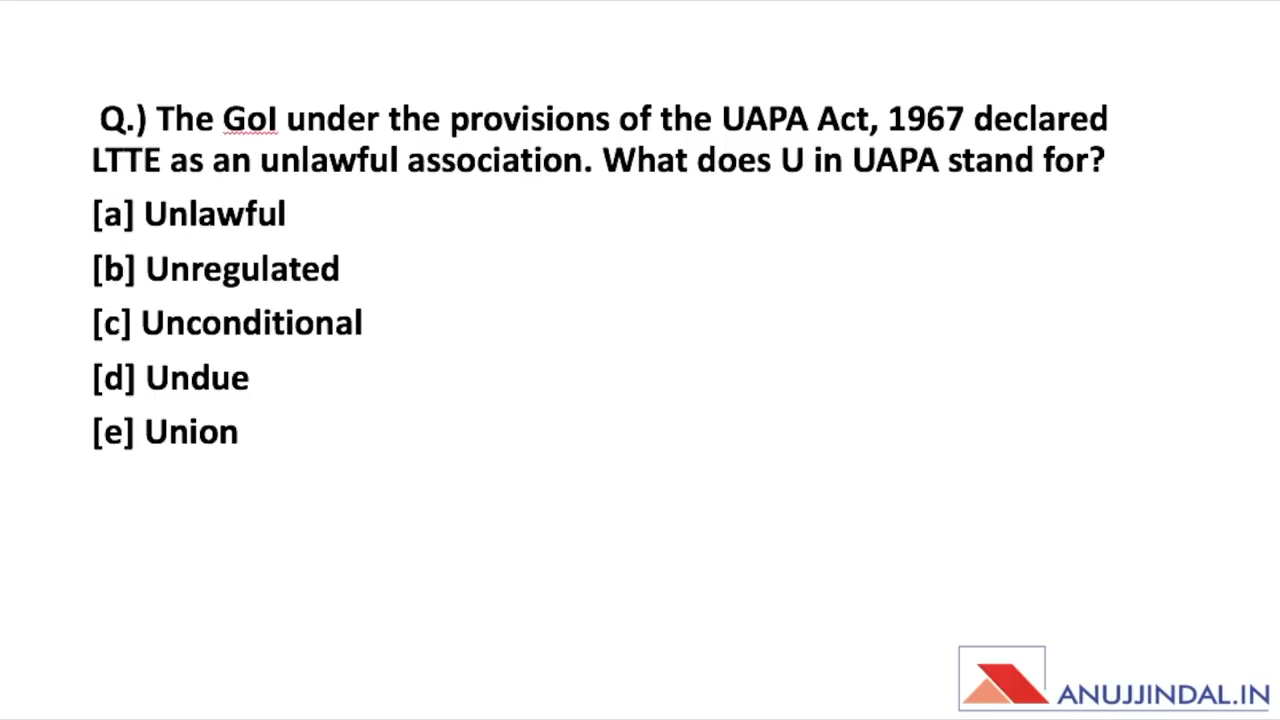 Q.) The GoI under the provisions of the UAPA Act, 1967 declared
LTTE as an unlawful association. What does U in UAPA stand for?
[a] Unlawful
[b] Unregulated
[c] Unconditional
[d] Undue
[e] Union
ANUJJINDAL.IN